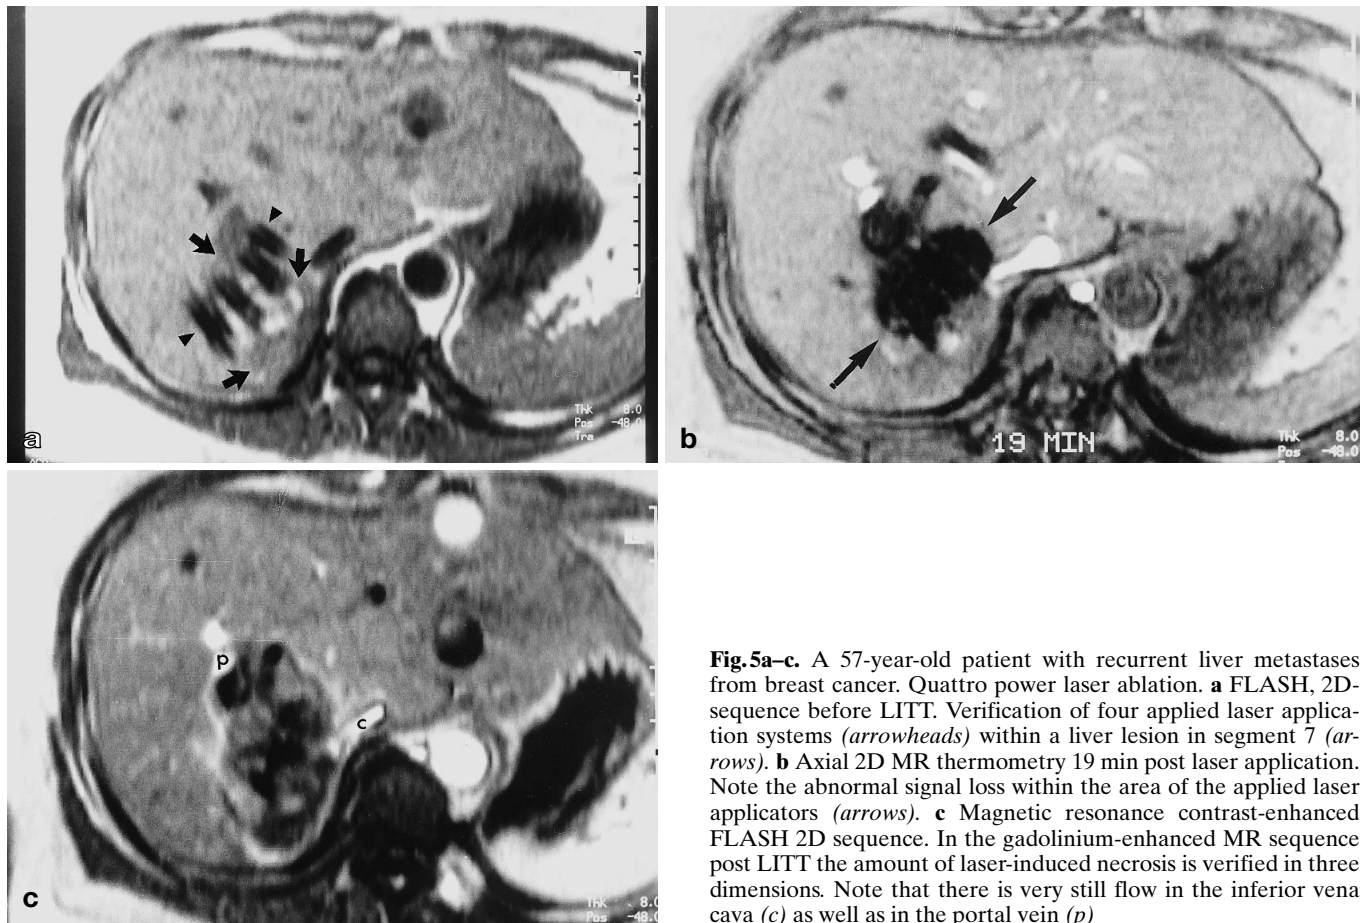 a
Thk 8.0
Pos -48.0
Tra
b
19 MIN
Thk 8.0
Pos -48.0
p
c
c
Thk 8.0
Fig. 5a–c. A 57-year-old patient with recurrent liver metastases
from breast cancer. Quattro power laser ablation. a FLASH, 2D-
sequence before LITT. Verification of four applied laser applica-
tion systems (arrowheads) within a liver lesion in segment 7 (ar-
rows). b Axial 2D MR thermometry 19 min post laser application.
Note the abnormal signal loss within the area of the applied laser
applicators (arrows). c Magnetic resonance contrast-enhanced
FLASH 2D sequence. In the gadolinium-enhanced MR sequence
post LITT the amount of laser-induced necrosis is verified in three
dimensions. Note that there is very still flow in the inferior vena
cava (c) as well as in the portal vein (p)